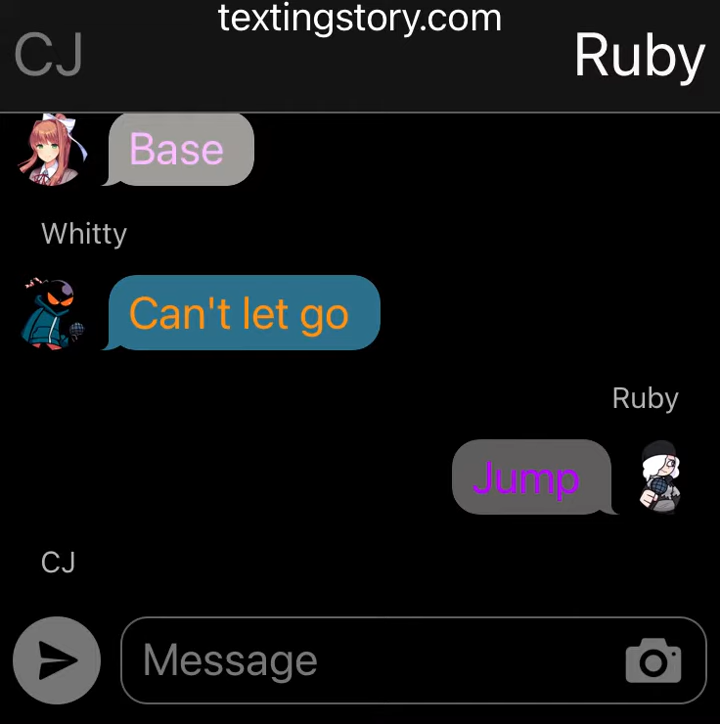 textingstory.com
CJ
Ruby
Base
Whitty
Can't let go
Ruby
Jump
CJ
Message